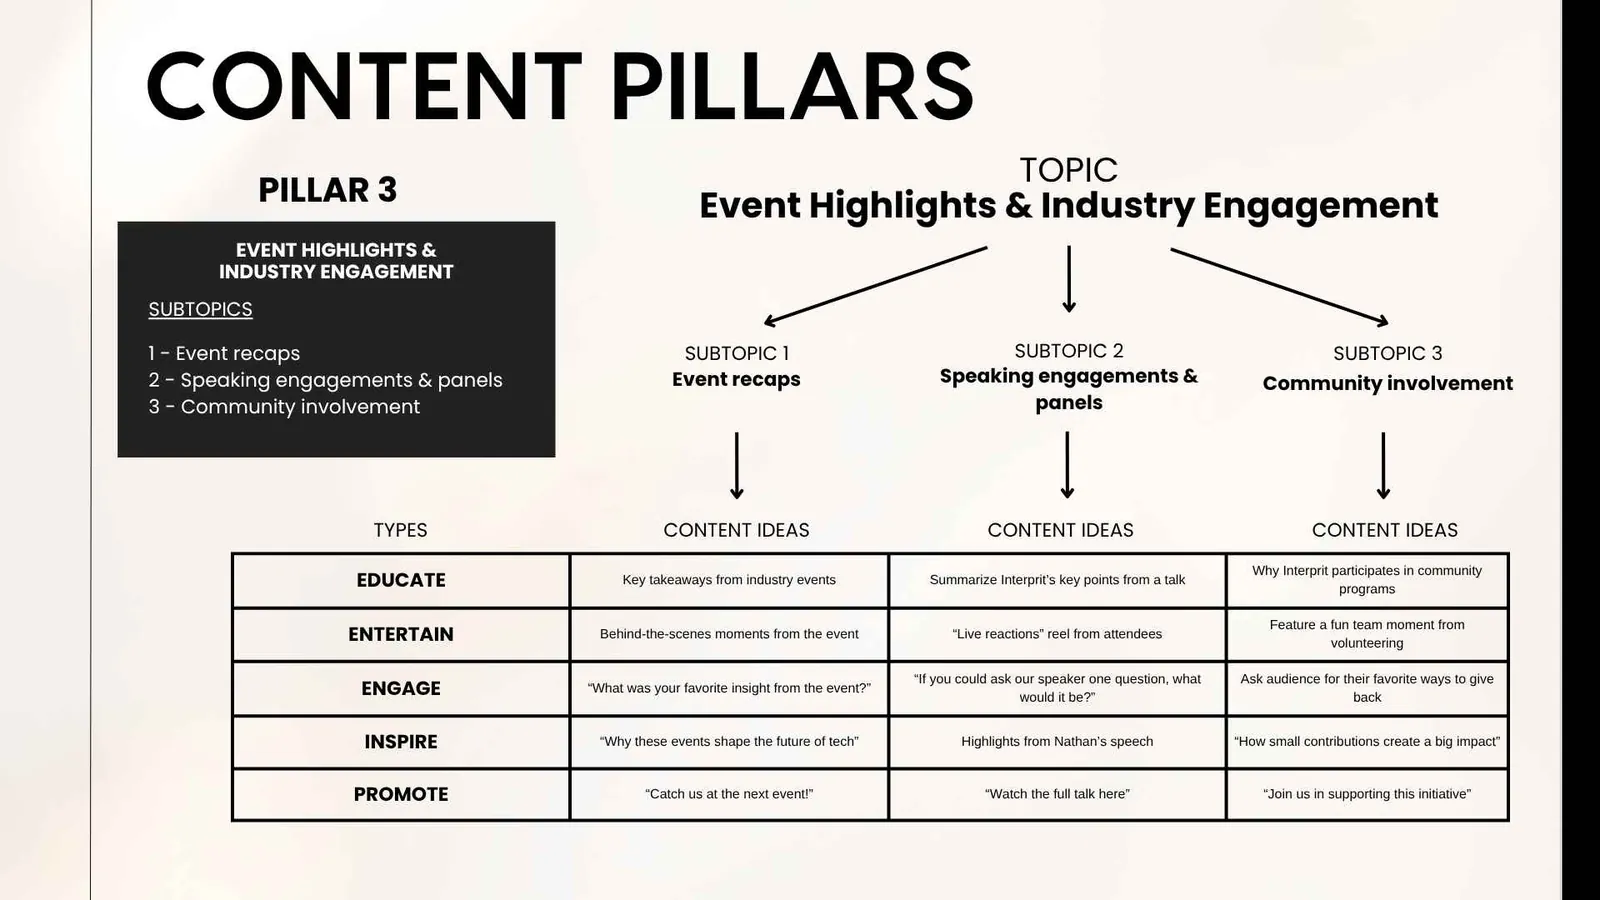 CONTENT PILLARS
PILLAR 3
EVENT HIGHLIGHTS &
INDUSTRY ENGAGEMENT
SUBTOPICS
1 - Event recaps
2 - Speaking engagements & panels
3 - Community involvement
TOPIC
Event Highlights & Industry Engagement
SUBTOPIC 1
Event recaps
SUBTOPIC 2
Speaking engagements &
panels
SUBTOPIC 3
Community involvement
TYPES
CONTENT IDEAS
CONTENT IDEAS
CONTENT IDEAS
EDUCATE
Key takeaways from industry events
Summarize Interprit’s key points from a talk
Why Interprit participates in community
programs
ENTERTAIN
Behind-the-scenes moments from the event
“Live reactions” reel from attendees
Feature a fun team moment from
volunteering
ENGAGE
“What was your favorite insight from the event?”
“If you could ask our speaker one question, what
would it be?”
Ask audience for their favorite ways to give
back
INSPIRE
“Why these events shape the future of tech”
Highlights from Nathan’s speech
“How small contributions create a big impact”
PROMOTE
“Catch us at the next event!”
“Watch the full talk here”
“Join us in supporting this initiative”